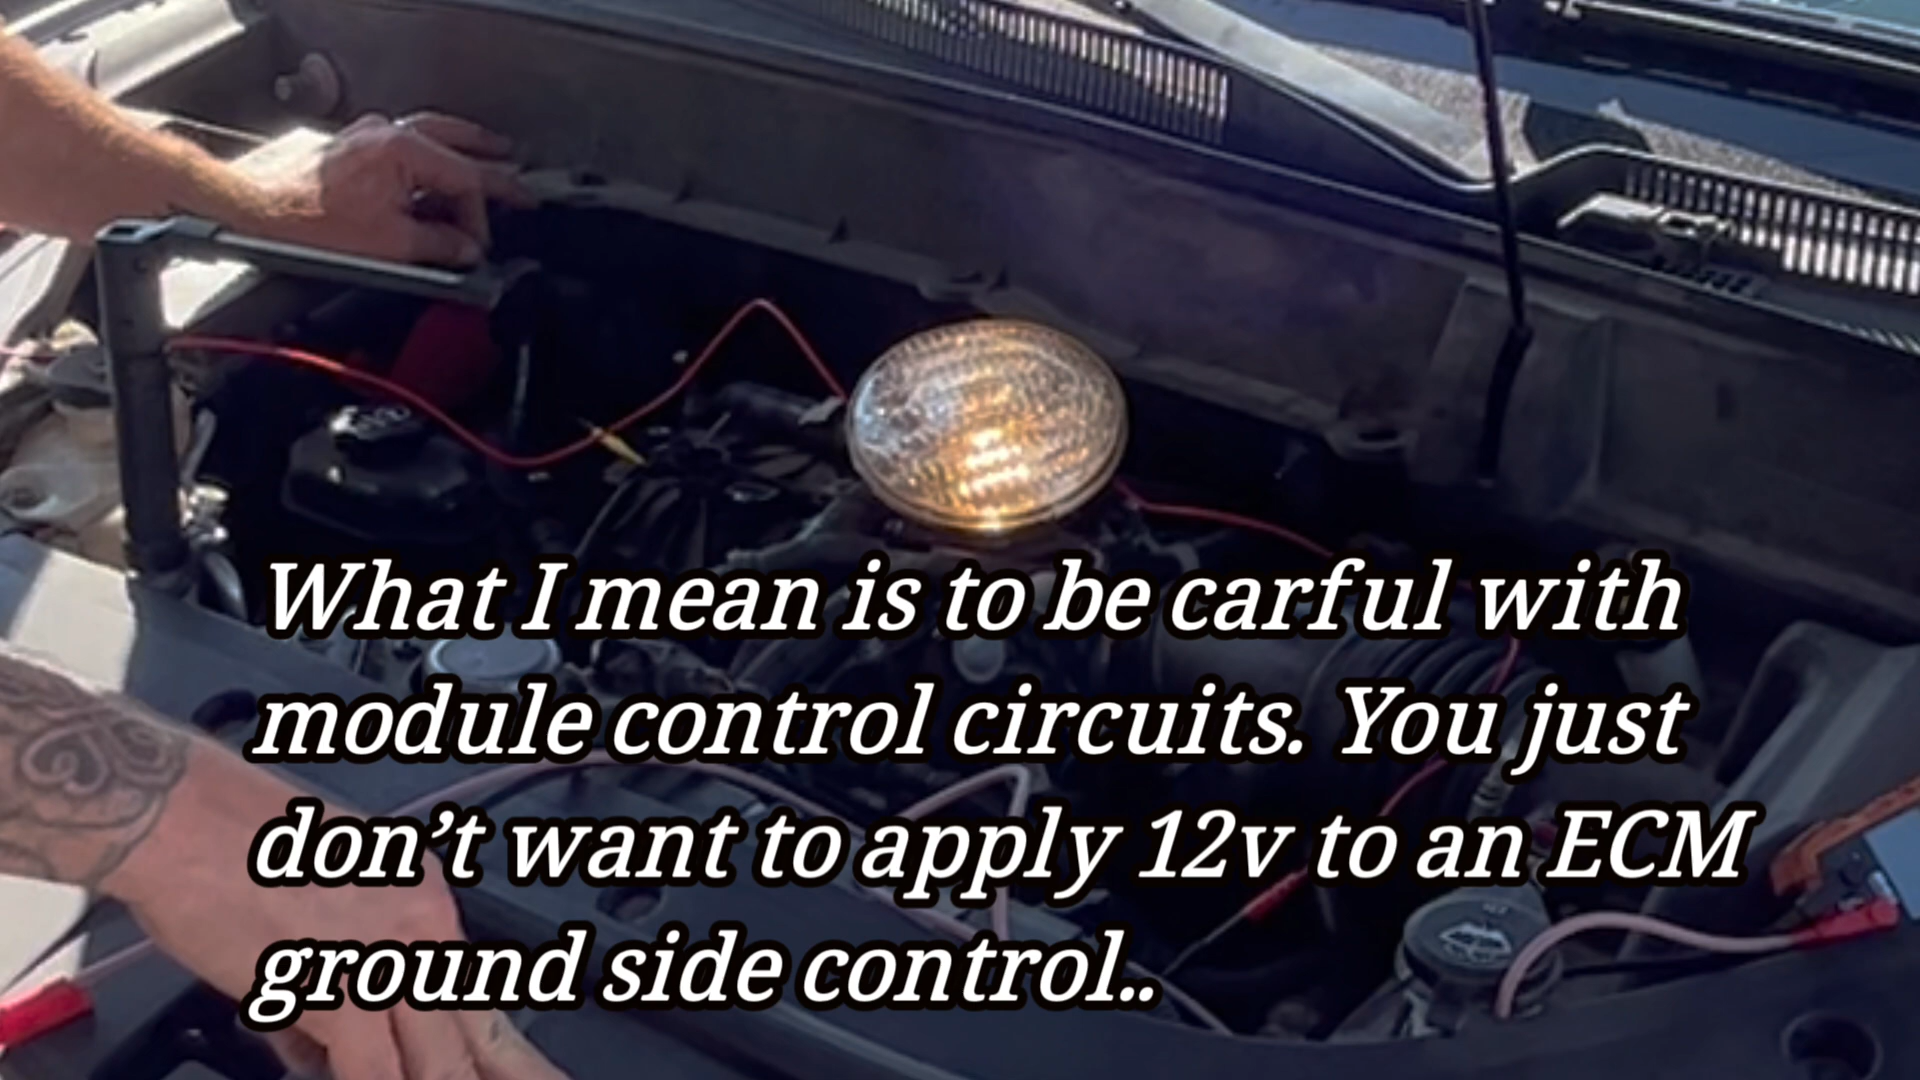 What I mean is to be carful with
module control circuits. You just
don’t want to apply 12v to an ECM
ground side control..